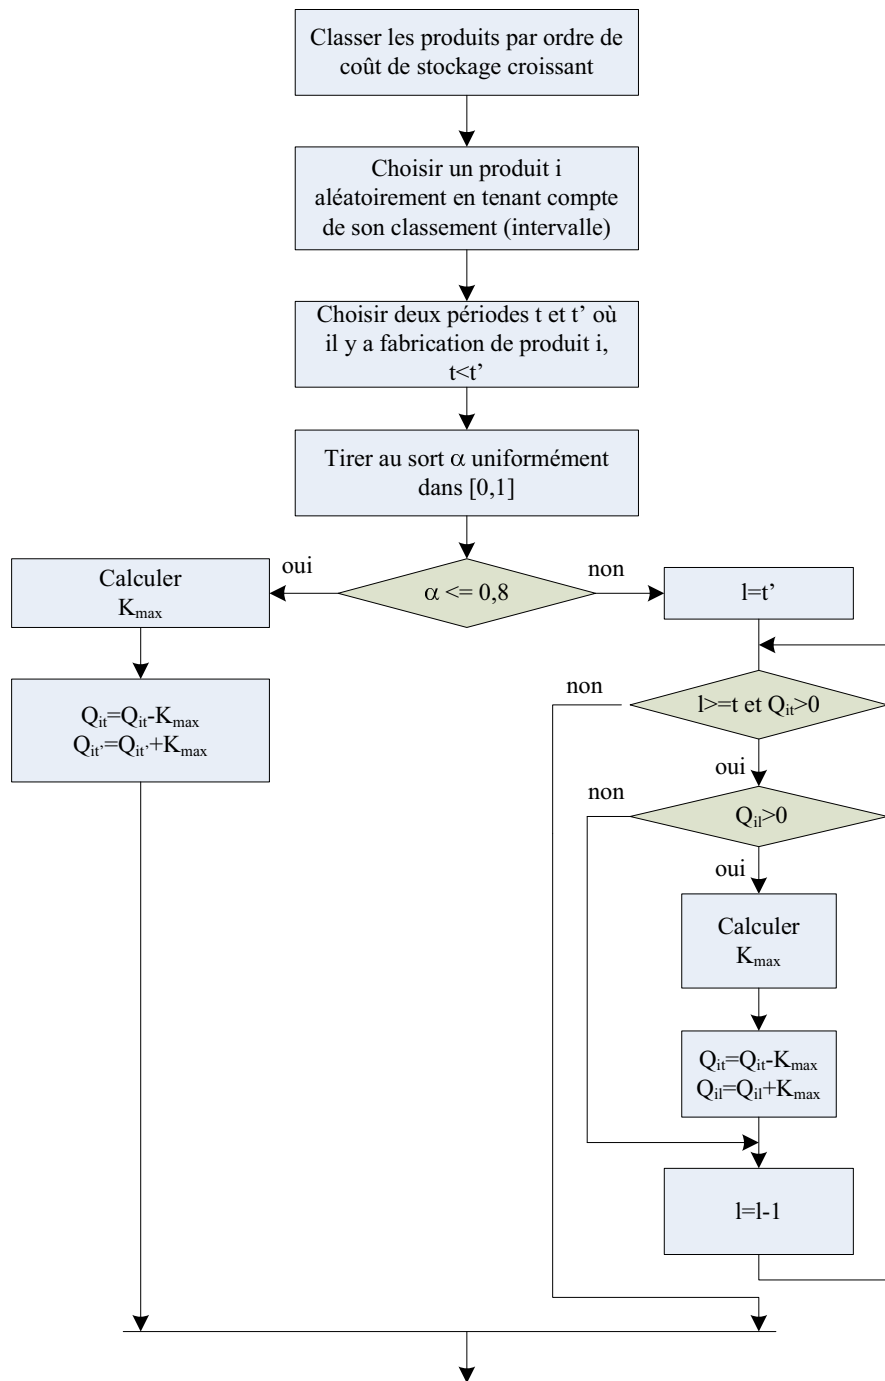 Classer les produits par ordre de
coût de stockage croissant
Choisir un produit i
aléatoirement en tenant compte
de son classement (intervalle)
Choisir deux périodes t et t’ où
il y a fabrication de produit i,
t<t’
Tirer au sort α uniformément
dans [0,1]
α <= 0,8
oui
non
Calculer
Kmax
Qit=Qit-Kmax
Qit’=Qit’+Kmax
l=t’
l>=t et Qit>0
non
oui
Qil>0
non
oui
Calculer
Kmax
Qit=Qit-Kmax
Qil=Qil+Kmax
l=l-1